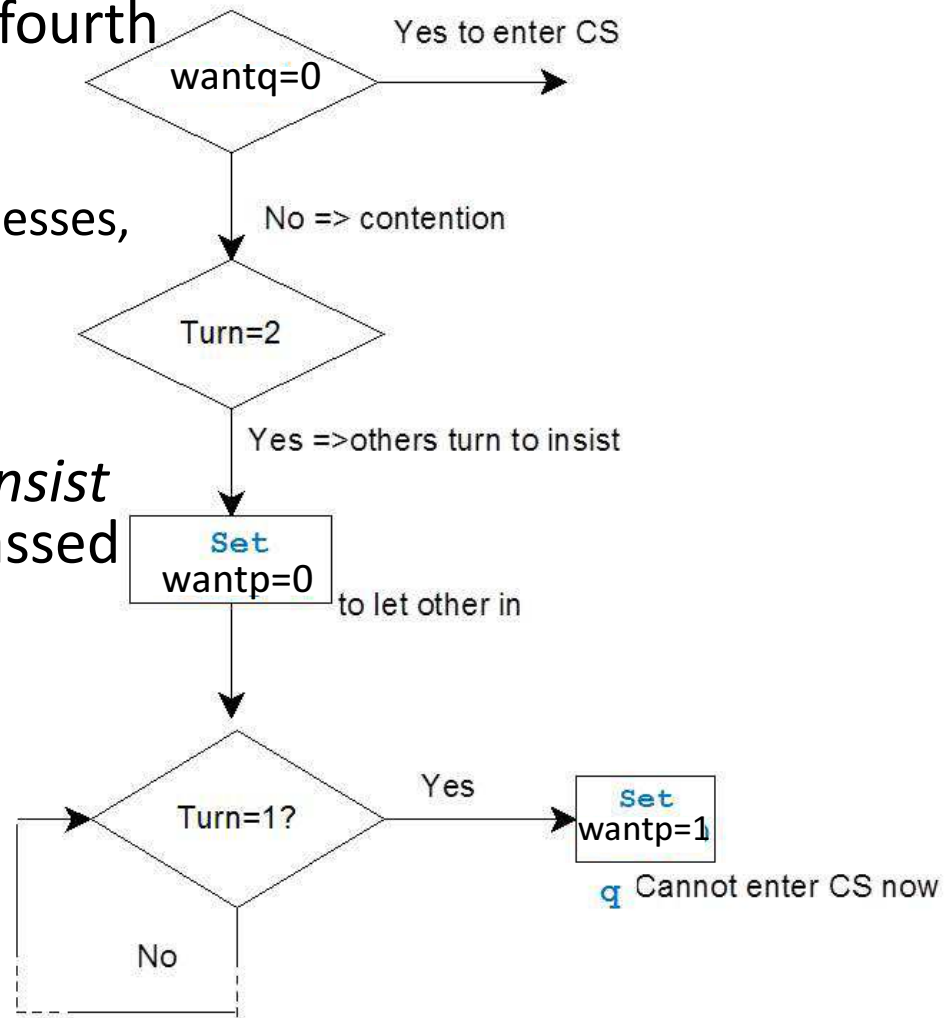 fourth
Yes to enter CS
wantq=0
esses,
No => contention
Turn=2
Yes =>others turn to insist
nsist
ssed
Set
wantp=0
to let other in
Turn=1?
Yes
Set
wantp=1
q Cannot enter CS now
No